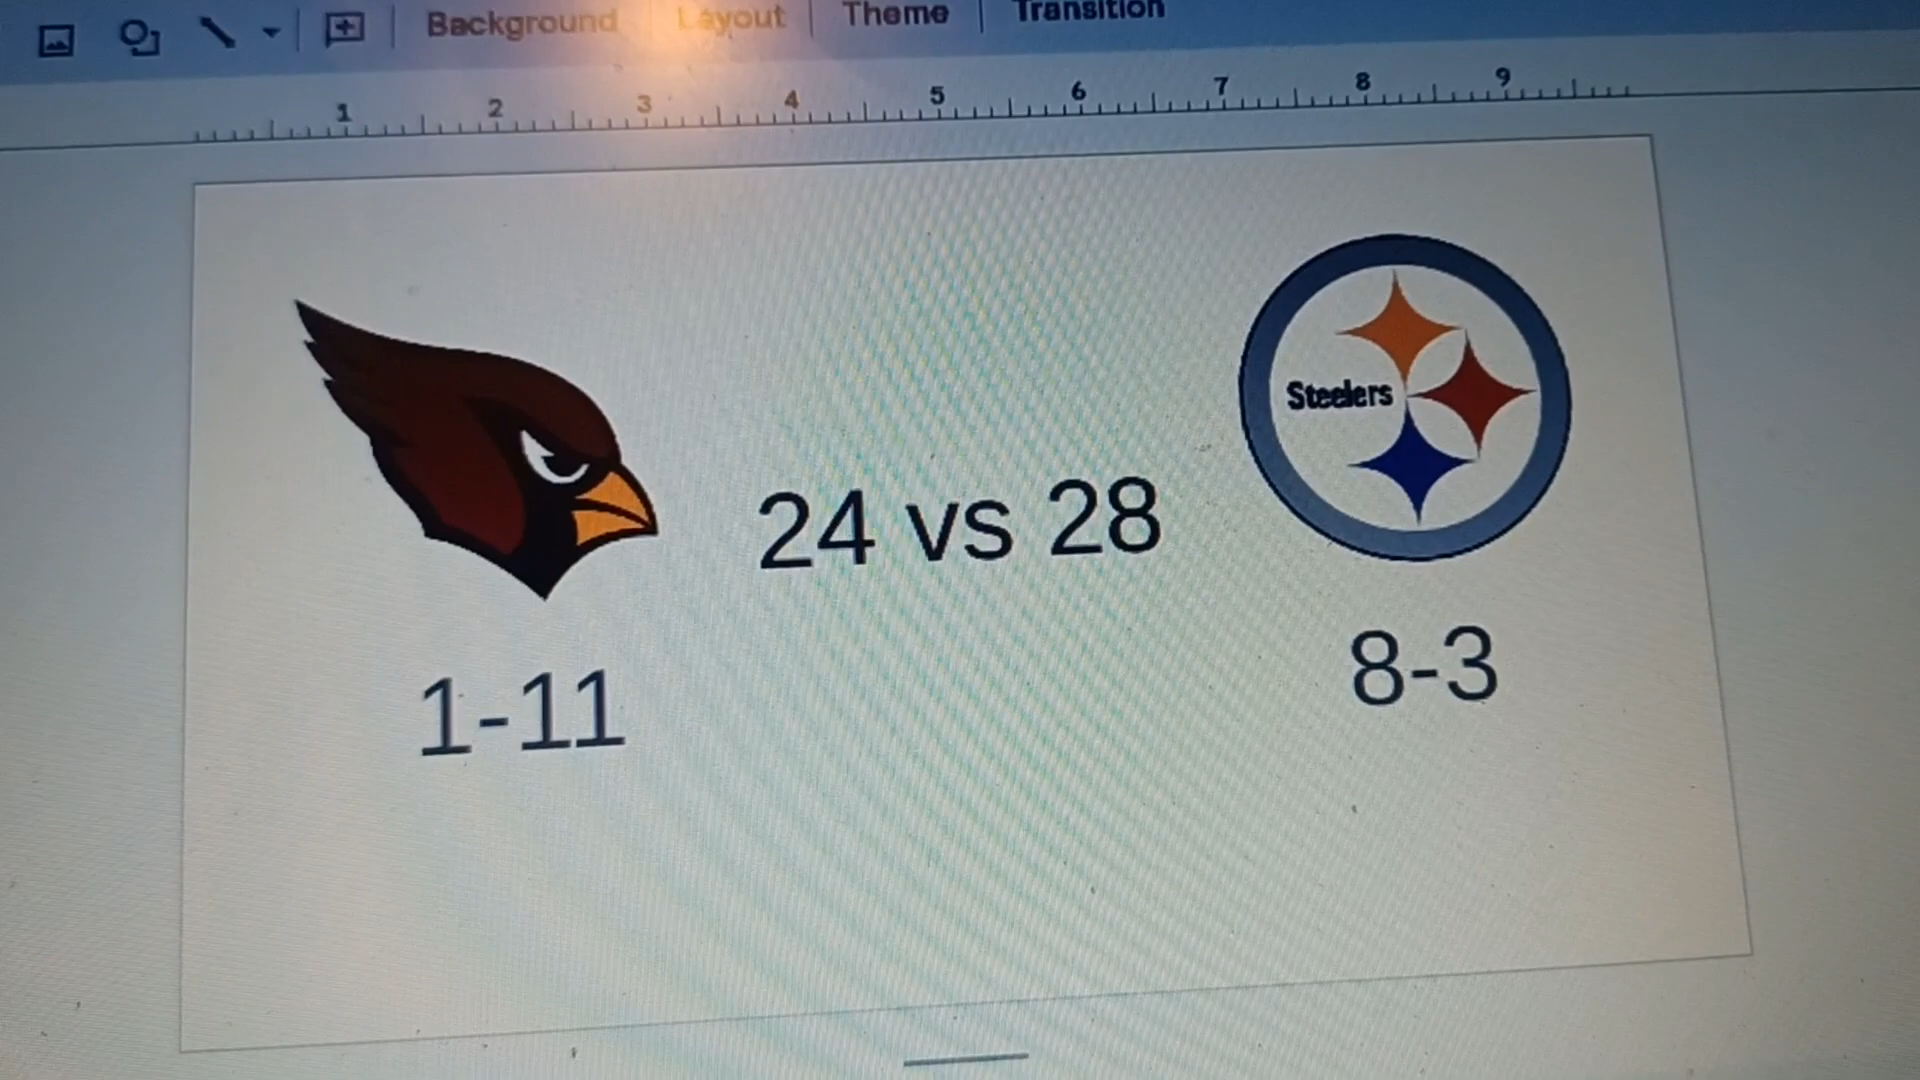 Background Layout Theme Transition
1 2 3 4 5 6 7 8 9
Steelers
24 vs 28
1-11
8-3